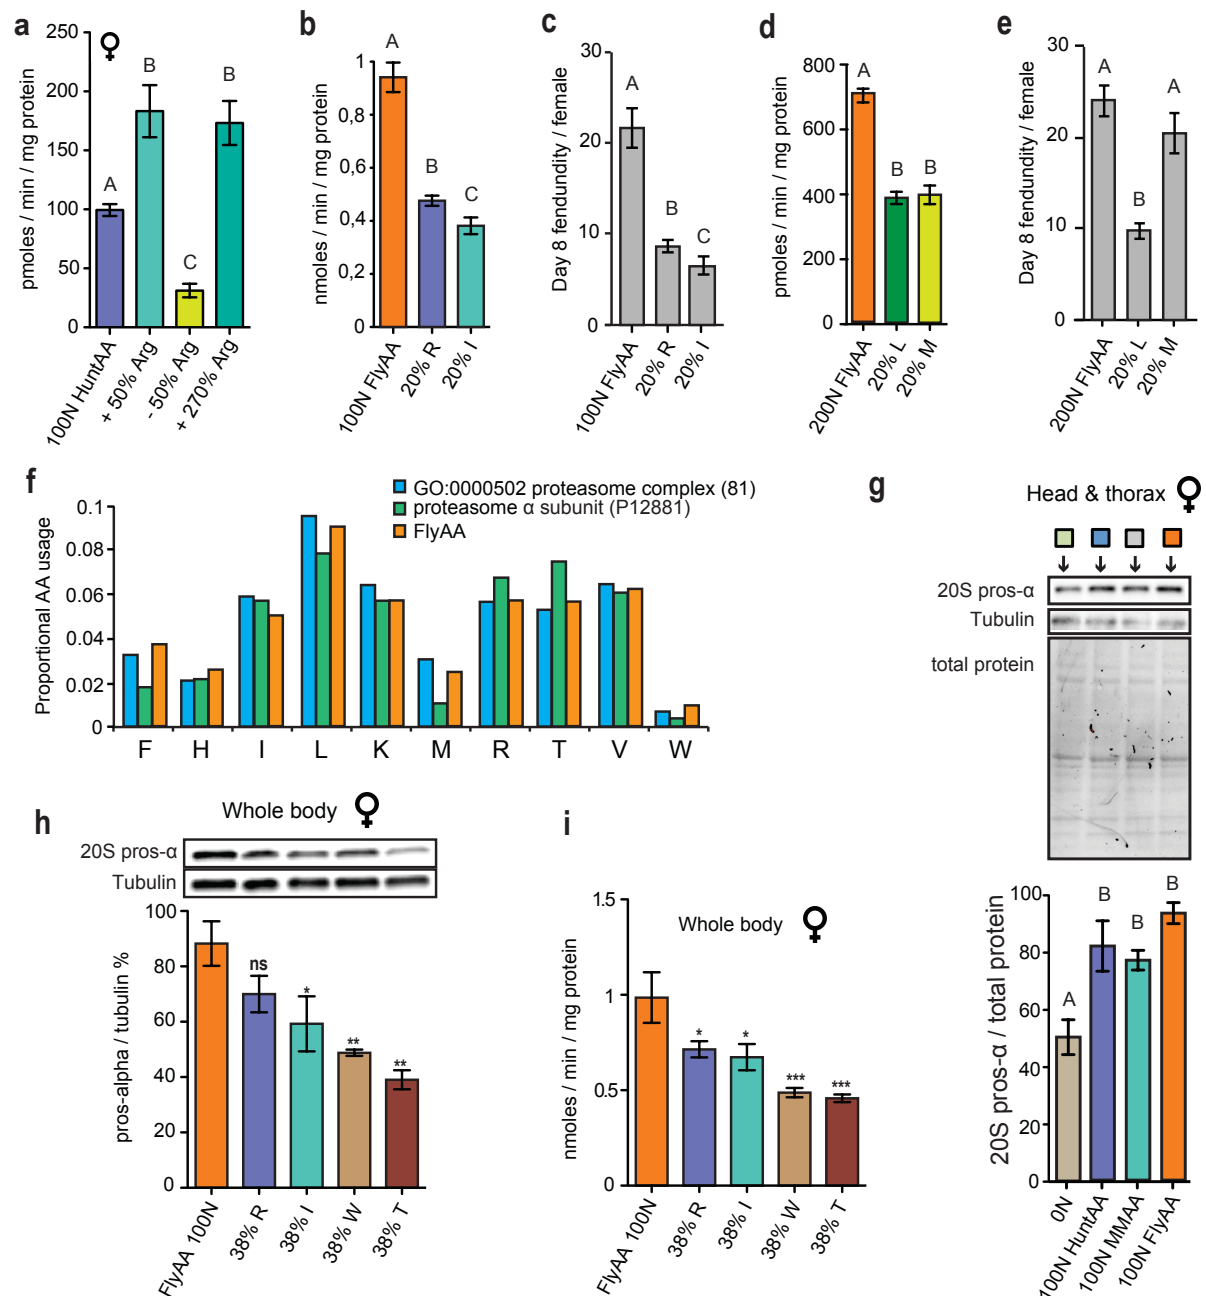 a
250
200
150
100
50
0
pmoles / min / mg protein
A
B
C
B
100N HuntAA
+ 50% Arg
- 50% Arg
+ 270% Arg
b
1
0,8
0,6
0,4
0,2
0
nmoles / min / mg protein
A
B
C
100N FlyAA
20% R
20% I
c
30
20
10
0
Day 8 fendundity / female
A
B
C
100N FlyAA
20% R
20% I
d
800
600
400
200
0
pmoles / min / mg protein
A
B
B
200N FlyAA
20% L
20% M
e
30
20
10
0
Day 8 fendundity / female
A
B
A
200N FlyAA
20% L
20% M
f
GO:0000502 proteasome complex (81)
proteasome α subunit (P12881)
FlyAA
0.1
0.08
0.06
0.04
0.02
0
Proportional AA usage
F H I L K M R T V W
g
Head & thorax
20S pros-α
Tubulin
total protein
100
80
60
40
20
0
20S pros-α / total protein
A
B
B
B
0N
100N HuntAA
100N MMAA
100N FlyAA
h
Whole body
20S pros-α
Tubulin
100
80
60
40
20
0
pros-alpha / tubulin %
ns
*
**
**
FlyAA 100N
38% R
38% I
38% W
38% T
i
Whole body
1.5
1
0.5
0
nmoles / min / mg protein
*
*
***
***
FlyAA 100N
38% R
38% I
38% W
38% T